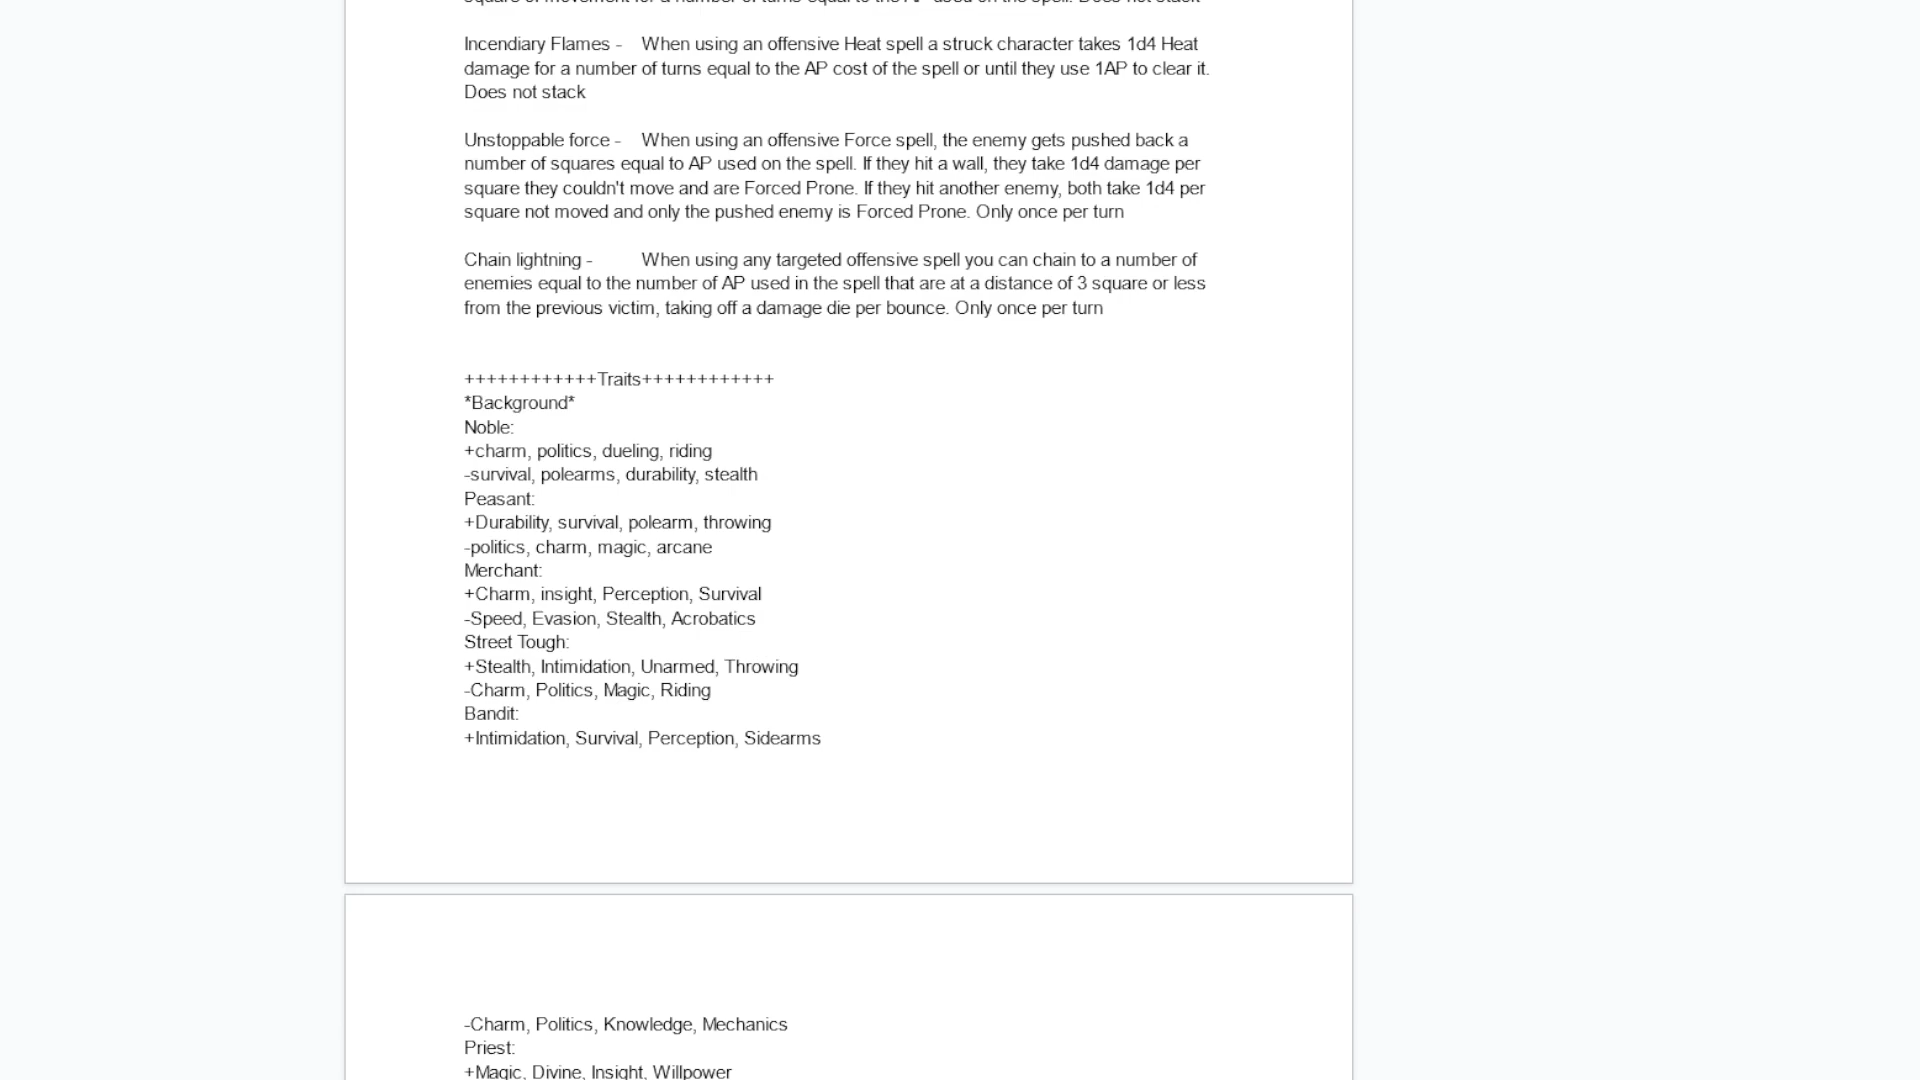 Incendiary Flames - When using an offensive Heat spell a struck character takes 1d4 Heat
damage for a number of turns equal to the AP cost of the spell or until they use 1AP to clear it.
Does not stack
Unstoppable force - When using an offensive Force spell, the enemy gets pushed back a
number of squares equal to AP used on the spell. If they hit a wall, they take 1d4 damage per
square they couldn't move and are Forced Prone. If they hit another enemy, both take 1d4 per
square not moved and only the pushed enemy is Forced Prone. Only once per turn
Chain lightning - When using any targeted offensive spell you can chain to a number of
enemies equal to the number of AP used in the spell that are at a distance of 3 square or less
from the previous victim, taking off a damage die per bounce. Only once per turn
++++++++++++Traits++++++++++++
*Background*
Noble:
+charm, politics, dueling, riding
-survival, polearms, durability, stealth
Peasant:
+Durability, survival, polearm, throwing
-politics, charm, magic, arcane
Merchant:
+Charm, insight, Perception, Survival
-Speed, Evasion, Stealth, Acrobatics
Street Tough:
+Stealth, Intimidation, Unarmed, Throwing
-Charm, Politics, Magic, Riding
Bandit:
+Intimidation, Survival, Perception, Sidearms
-Charm, Politics, Knowledge, Mechanics
Priest:
+Magic, Divine, Insight, Willpower